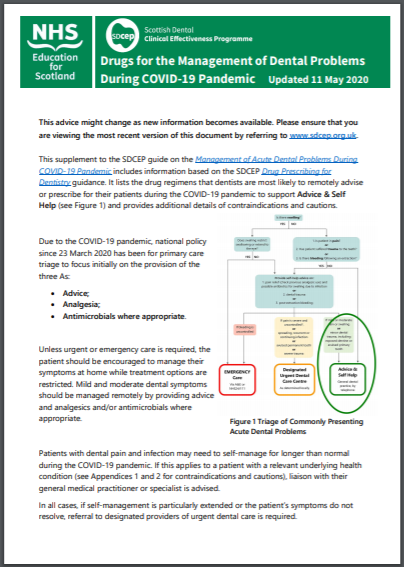 NHS
Education
for
Scotland
SDcep
Scottish Dental
Clinical Effectiveness Programme
Drugs for the Management of Dental Problems
During COVID-19 Pandemic Updated 11 May 2020
This advice might change as new information becomes available. Please ensure that you
are viewing the most recent version of this document by referring to www.sdcep.org.uk.
This supplement to the SDCEP guide on the Management of Acute Dental Problems During
COVID-19 Pandemic includes information based on the SDCEP Drug Prescribing for
Dentistry guidance. It lists the drug regimens that dentists are most likely to remotely advise
or prescribe for their patients during the COVID-19 pandemic to support Advice & Self
Help (see Figure 1) and provides additional details of contraindications and cautions.
Due to the COVID-19 pandemic, national policy
since 23 March 2020 has been for primary care
triage to focus initially on the provision of the
three As:
• Advice;
• Analgesia;
• Antimicrobials where appropriate.
Unless urgent or emergency care is required, the
patient should be encouraged to manage their
symptoms at home while treatment options are
restricted. Mild and moderate dental symptoms
should be managed remotely by providing advice
and analgesics and/or antimicrobials where
appropriate.
YES NO
YES NO
EMERGENCY
Care
Designated
Urgent Dental
Care Centre
Advice &
Self Help
Figure 1 Triage of Commonly Presenting
Acute Dental Problems
Patients with dental pain and infection may need to self-manage for longer than normal
during the COVID-19 pandemic. If this applies to a patient with a relevant underlying health
condition (see Appendices 1 and 2 for contraindications and cautions), liaison with their
general medical practitioner or specialist is advised.
In all cases, if self-management is particularly extended or the patient's symptoms do not
resolve, referral to designated providers of urgent dental care is required.